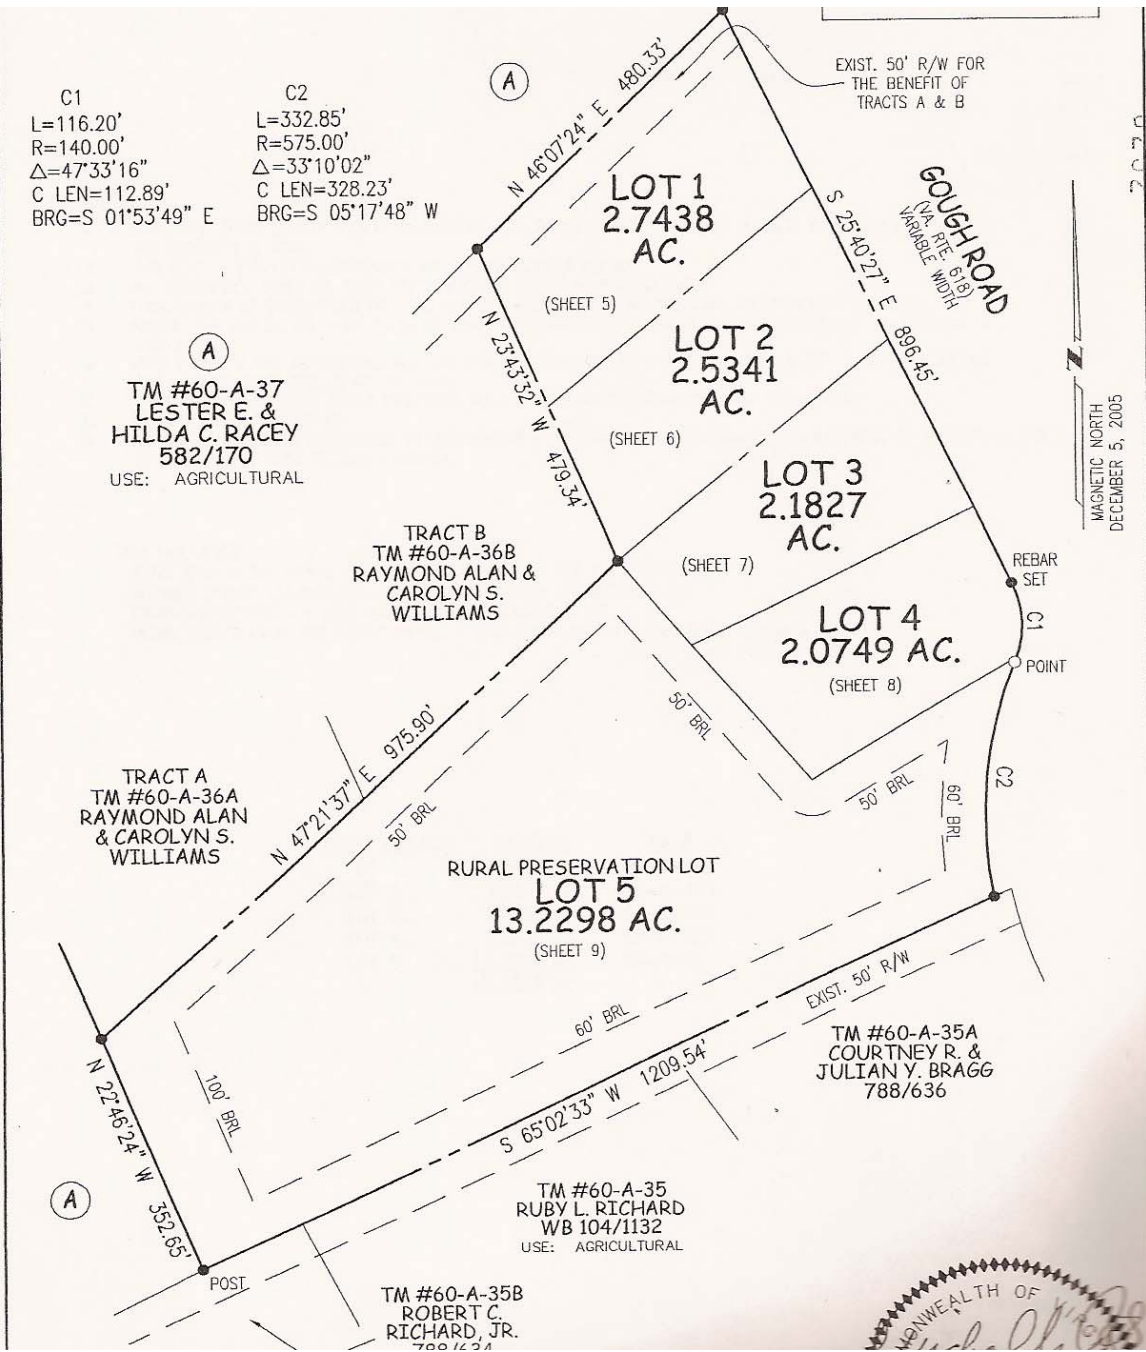 C1
L=116.20'
R=140.00'
△=47°33'16"
C LEN=112.89'
BRG=S 01°53'49" E
C2
L=332.85'
R=575.00'
△=33°10'02"
C LEN=328.23'
BRG=S 05°17'48" W
A
N 46°07'24" E 480.33'
EXIST. 50' R/W FOR
THE BENEFIT OF
TRACTS A & B
LOT 1
2.7438
AC.
(SHEET 5)
S 25°40'27" E 896.45'
GOUGH ROAD
(VA. RTE. 618)
VARIABLE WIDTH
N
MAGNETIC NORTH
DECEMBER 5, 2005
A
TM #60-A-37
LESTER E. &
HILDA C. RACEY
582/170
USE: AGRICULTURAL
N 23°43'32" W 479.34'
LOT 2
2.5341
AC.
(SHEET 6)
LOT 3
2.1827
AC.
(SHEET 7)
TRACT B
TM #60-A-36B
RAYMOND ALAN &
CAROLYN S.
WILLIAMS
REBAR
SET
C1
LOT 4
2.0749 AC.
(SHEET 8)
POINT
50' BRL
C2
50' BRL
60' BRL
N 47°21'37" E 975.90'
50' BRL
TRACT A
TM #60-A-36A
RAYMOND ALAN
& CAROLYN S.
WILLIAMS
RURAL PRESERVATION LOT
LOT 5
13.2298 AC.
(SHEET 9)
EXIST. 50' R/W
60' BRL
TM #60-A-35A
COURTNEY R. &
JULIAN Y. BRAGG
788/636
N 22°46'24" W 352.65'
100' BRL
S 65°02'33" W 1209.54'
A
TM #60-A-35
RUBY L. RICHARD
WB 104/1132
USE: AGRICULTURAL
POST
TM #60-A-35B
ROBERT C.
RICHARD, JR.
788/634
MONWEALTH OF